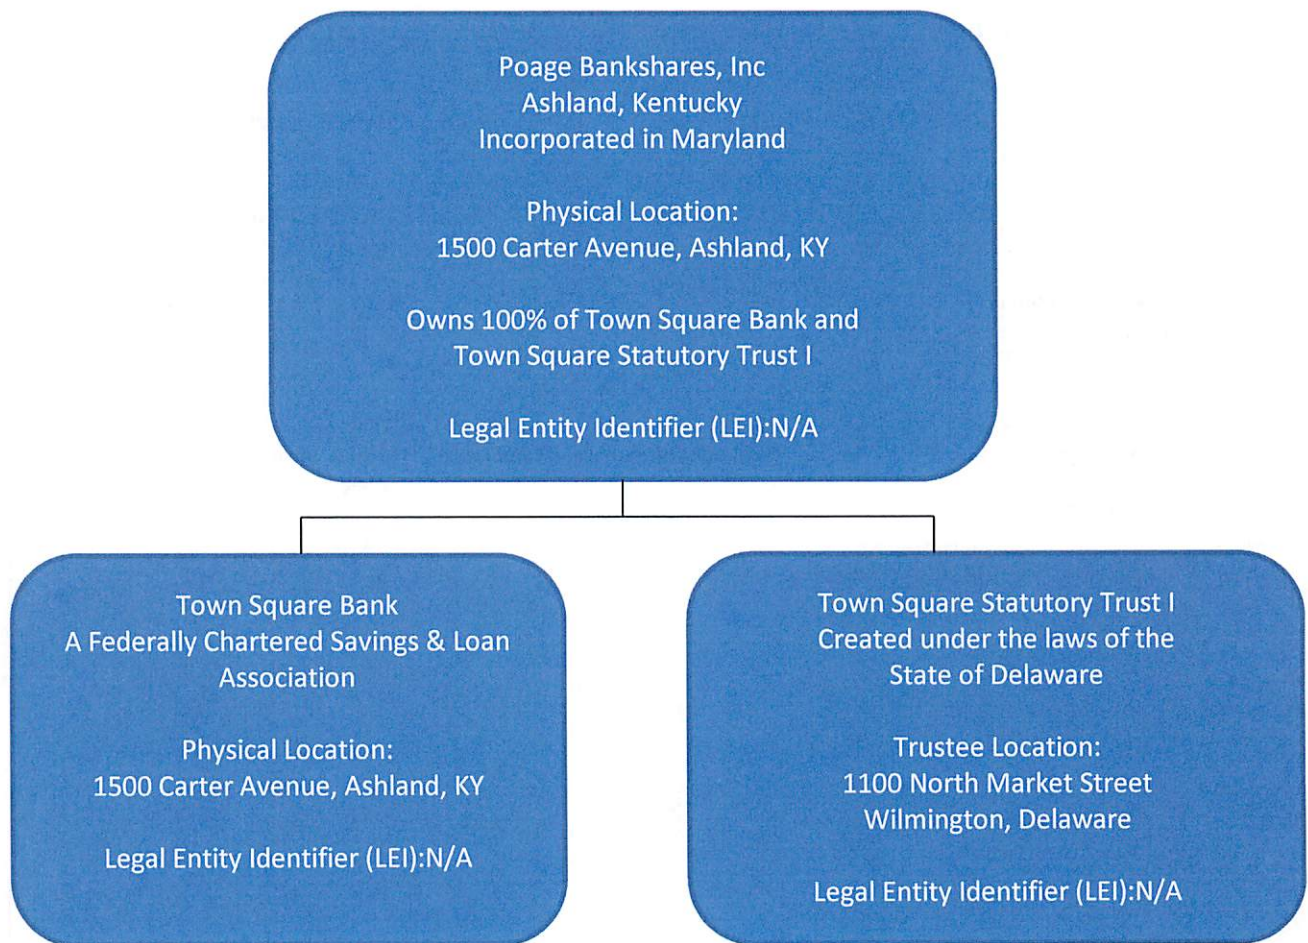 Poage Bankshares, Inc
Ashland, Kentucky
Incorporated in Maryland
Physical Location:
1500 Carter Avenue, Ashland, KY
Owns 100% of Town Square Bank and
Town Square Statutory Trust I
Legal Entity Identifier (LEI):N/A
Town Square Bank
A Federally Chartered Savings & Loan
Association
Physical Location:
1500 Carter Avenue, Ashland, KY
Legal Entity Identifier (LEI):N/A
Town Square Statutory Trust I
Created under the laws of the
State of Delaware
Trustee Location:
1100 North Market Street
Wilmington, Delaware
Legal Entity Identifier (LEI):N/A